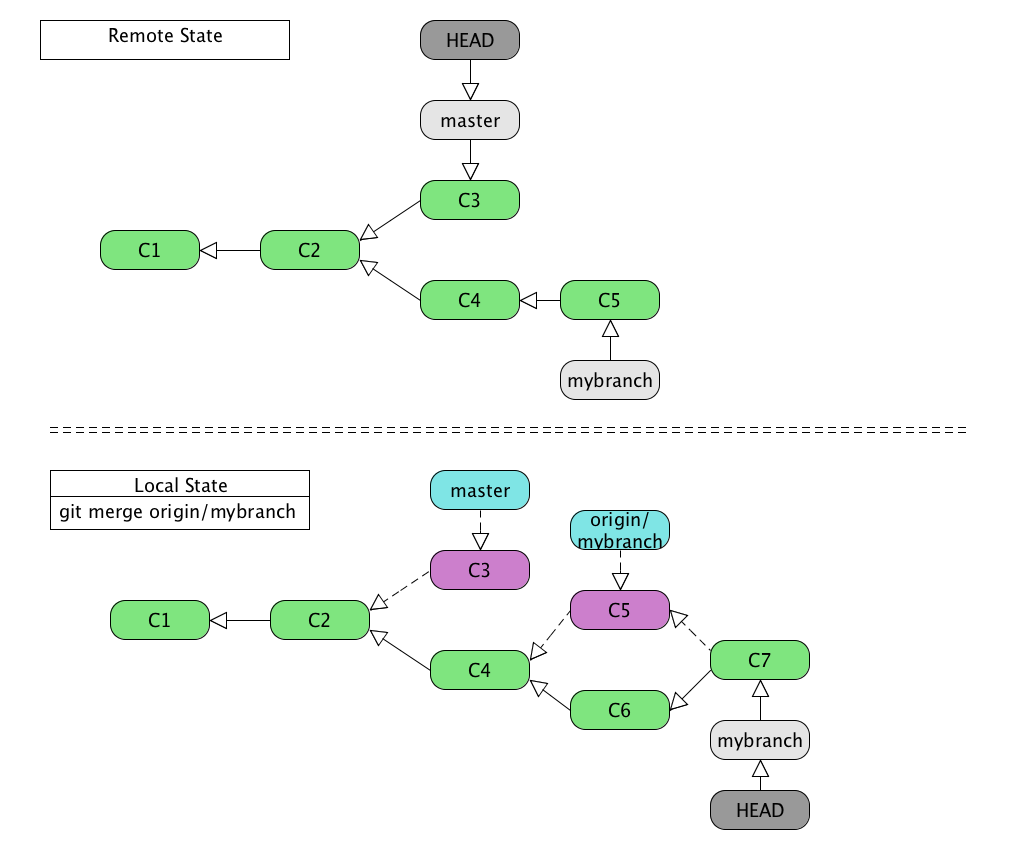 Remote State
HEAD
master
C3
C1
C2
C4
C5
mybranch
Local State
git merge origin/mybranch
master
origin/
mybranch
C3
C5
C1
C2
C4
C7
C6
mybranch
HEAD